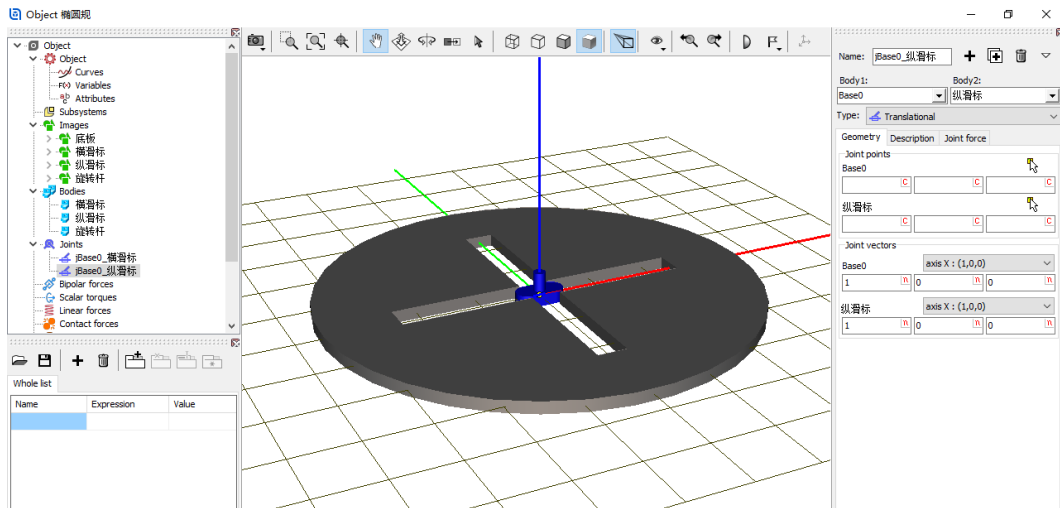 Object 椭圆规
Object
Object
Curves
Variables
Attributes
Subsystems
Images
底板
横滑标
纵滑标
旋转杆
Bodies
横滑标
纵滑标
旋转杆
Joints
jBase0_横滑标
jBase0_纵滑标
Bipolar forces
Scalar torques
Linear forces
Contact forces
Whole list
Name Expression Value
Name: jBase0_纵滑标
Body1: Body2:
Base0 纵滑标
Type: Translational
Geometry Description Joint force
Joint points
Base0
C C C
纵滑标
C C C
Joint vectors
Base0 axis X : (1,0,0)
1 n 0 n 0 n
纵滑标 axis X : (1,0,0)
1 n 0 n 0 n